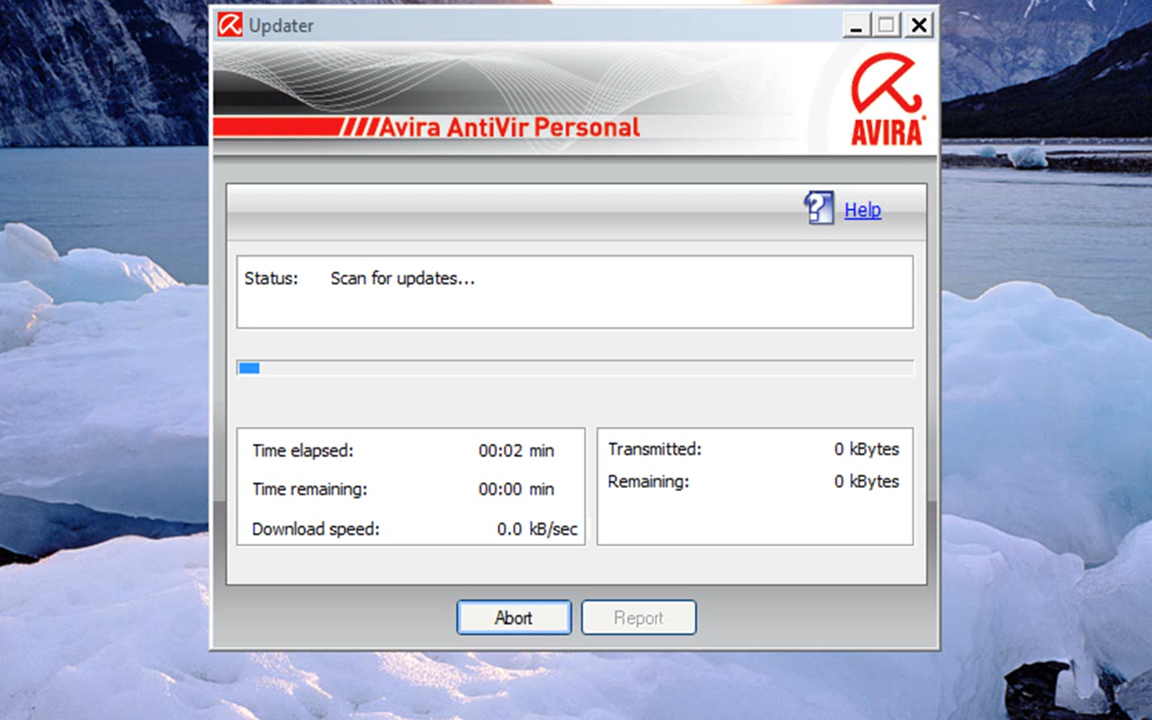 Updater
Avira AntiVir Personal
AVIRA
Help
Status: Scan for updates...
Time elapsed: 00:02 min
Time remaining: 00:00 min
Download speed: 0.0 kB/sec
Transmitted: 0 kBytes
Remaining: 0 kBytes
Abort Report